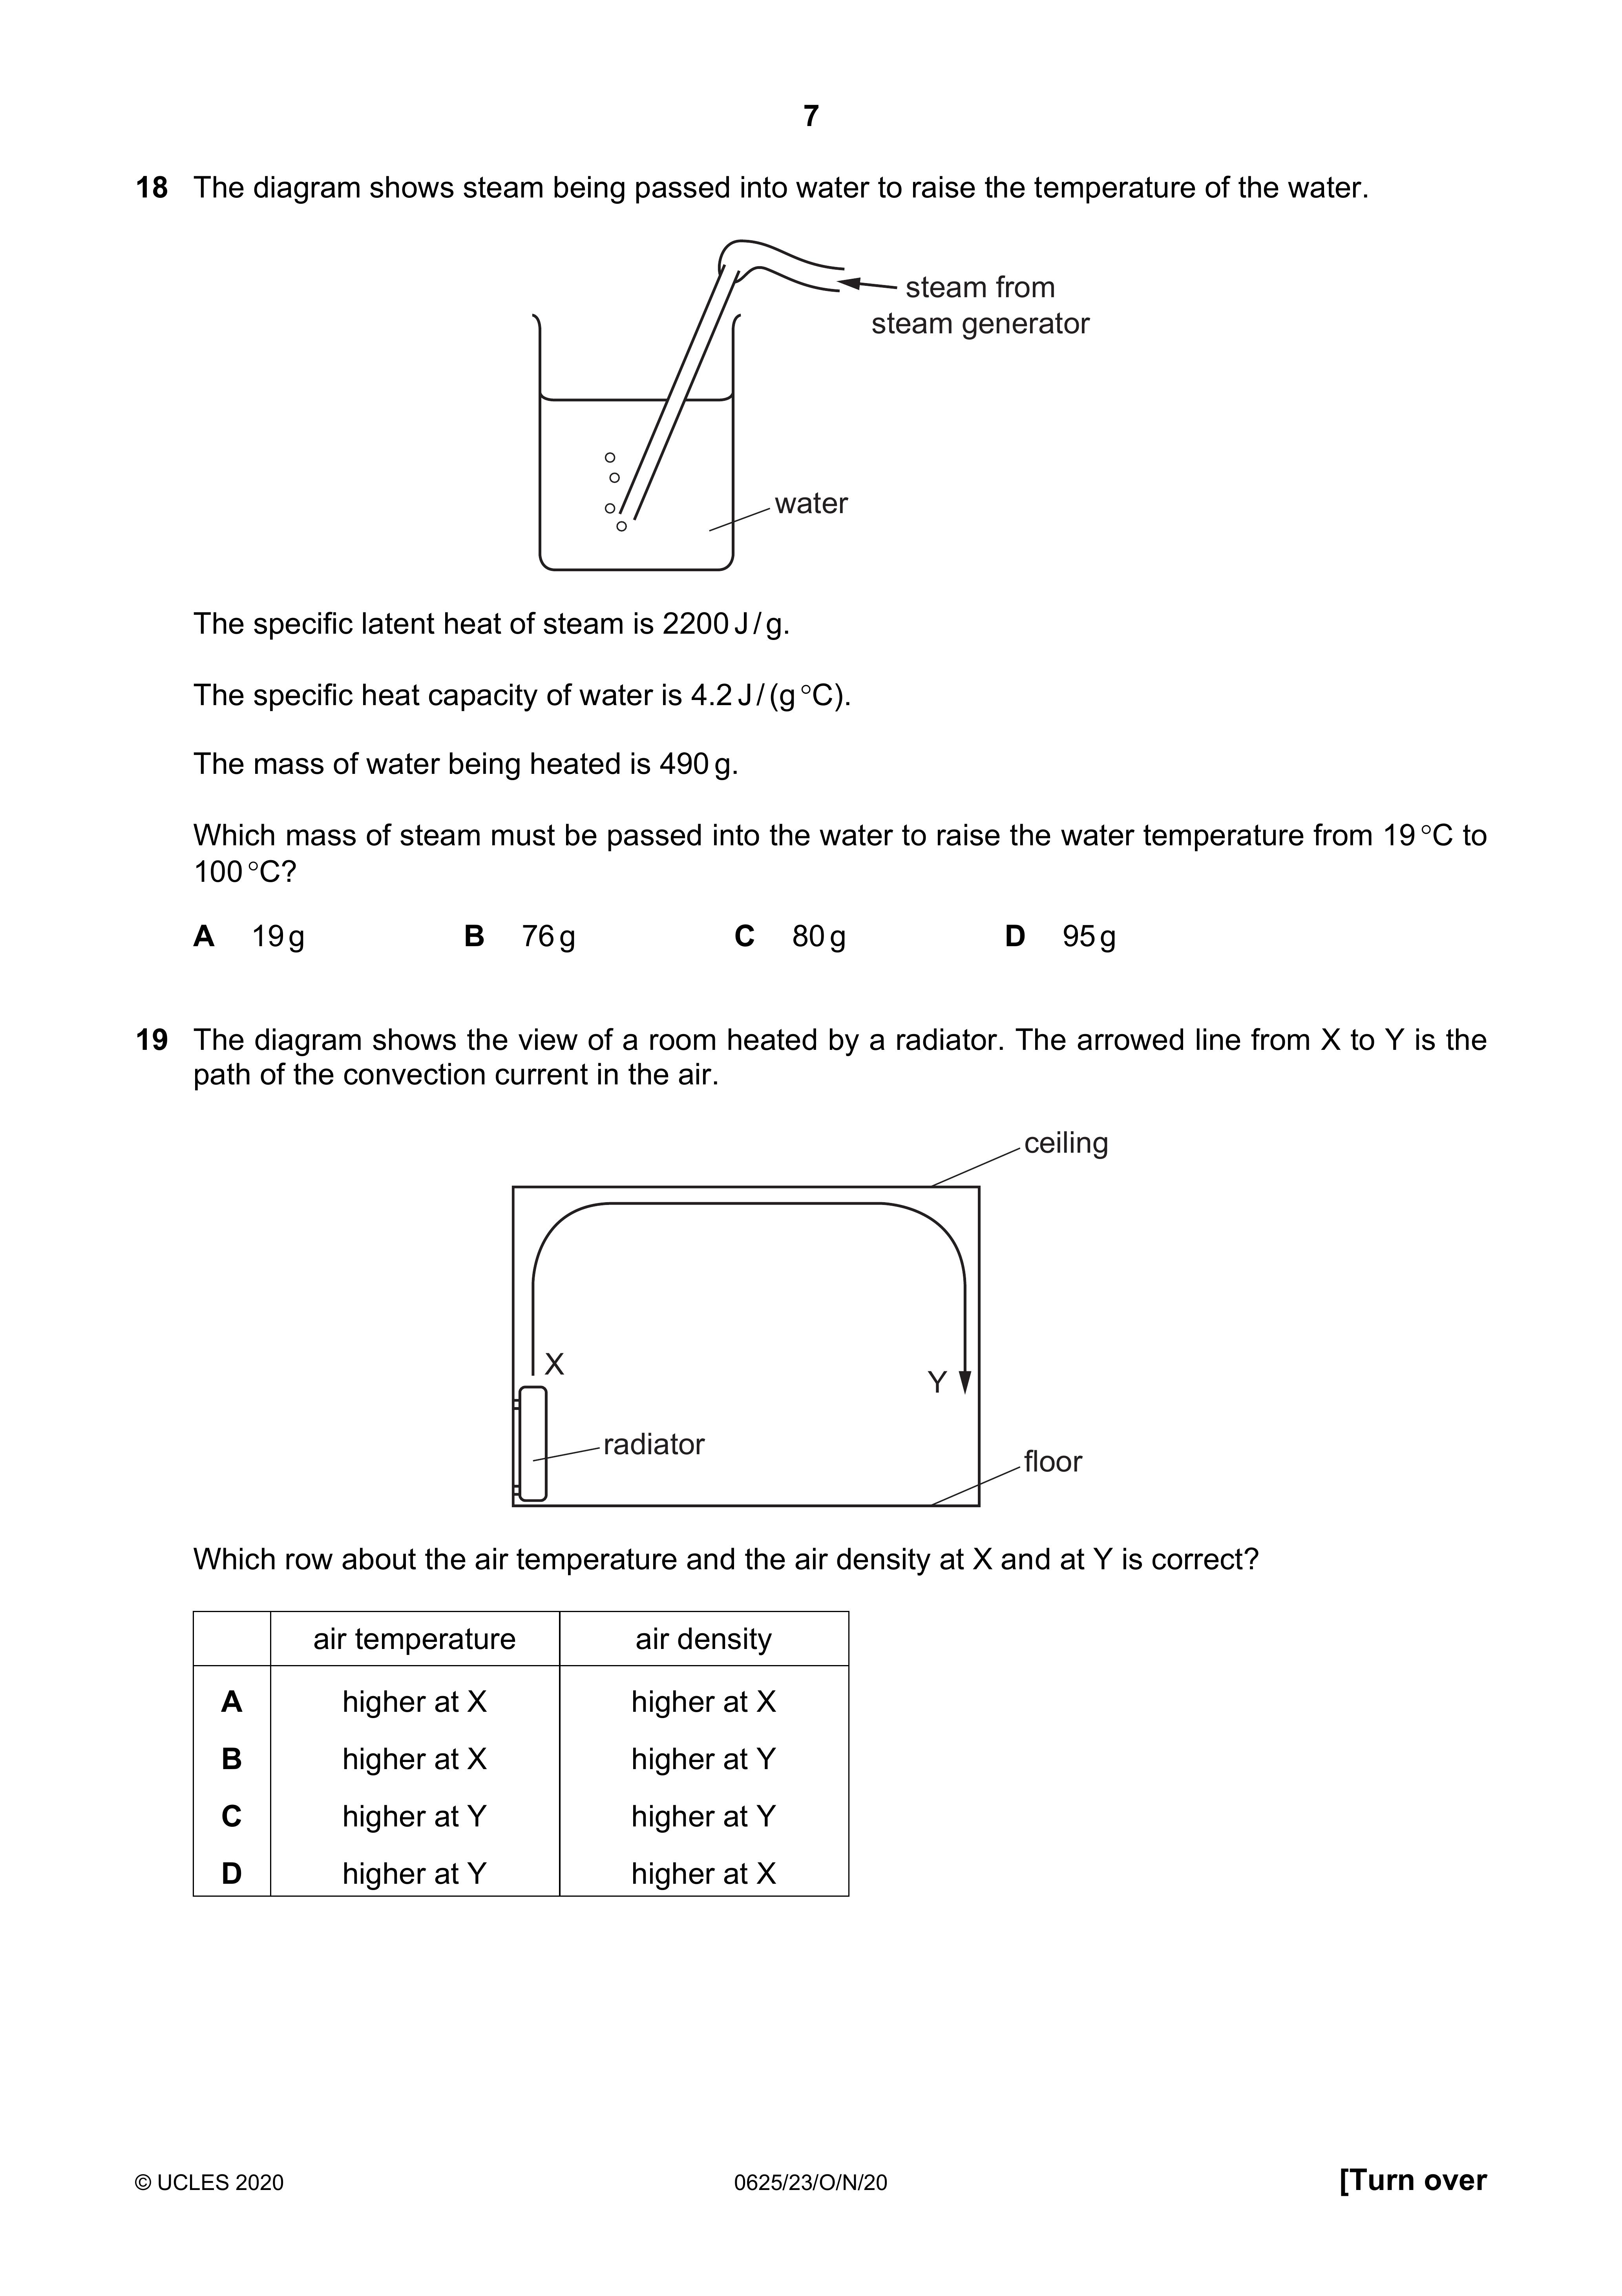 7
18 The diagram shows steam being passed into water to raise the temperature of the water.
steam from
steam generator
water
The specific latent heat of steam is 2200 J / g.
The specific heat capacity of water is 4.2 J / (g °C).
The mass of water being heated is 490 g.
Which mass of steam must be passed into the water to raise the water temperature from 19 °C to
100 °C?
A 19 g B 76 g C 80 g D 95 g
19 The diagram shows the view of a room heated by a radiator. The arrowed line from X to Y is the
path of the convection current in the air.
ceiling
X
Y
radiator
floor
Which row about the air temperature and the air density at X and at Y is correct?
air temperature air density
A higher at X higher at X
B higher at X higher at Y
C higher at Y higher at Y
D higher at Y higher at X
© UCLES 2020 0625/23/O/N/20 [Turn over